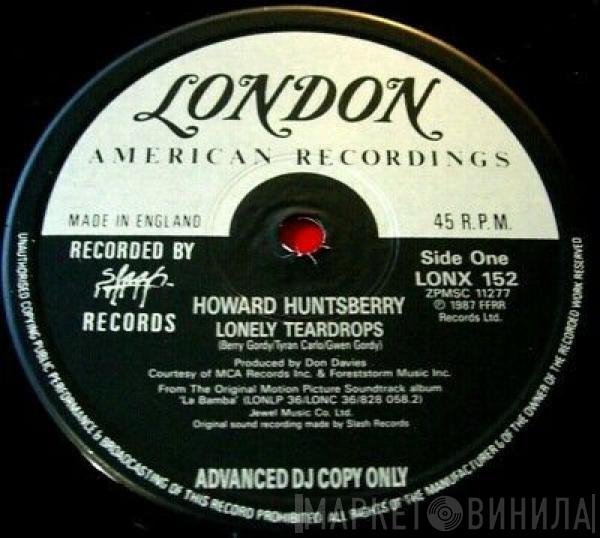 LONDON
AMERICAN RECORDINGS
MADE IN ENGLAND
45 R.P.M.
RECORDED BY
Slash
RECORDS
Side One
LONX 152
ZPMSC 11277
℗ 1987 FFRR
Records Ltd.
HOWARD HUNTSBERRY
LONELY TEARDROPS
(Berry Gordy/Tyran Carlo/Gwen Gordy)
Produced by Don Davies
Courtesy of MCA Records Inc. & Foreststorm Music Inc.
From The Original Motion Picture Soundtrack album
'La Bamba' (LONLP 36/LONC 36/828 058.2)
Jewel Music Co. Ltd.
Original sound recording made by Slash Records
ADVANCED DJ COPY ONLY
UNAUTHORISED COPYING PUBLIC PERFORMANCE & BROADCASTING OF THIS RECORD PROHIBITED. ALL RIGHTS OF THE MANUFACTURER & OF THE OWNER OF THE RECORDED WORK RESERVED
МАРКЕТ ВИНИЛА